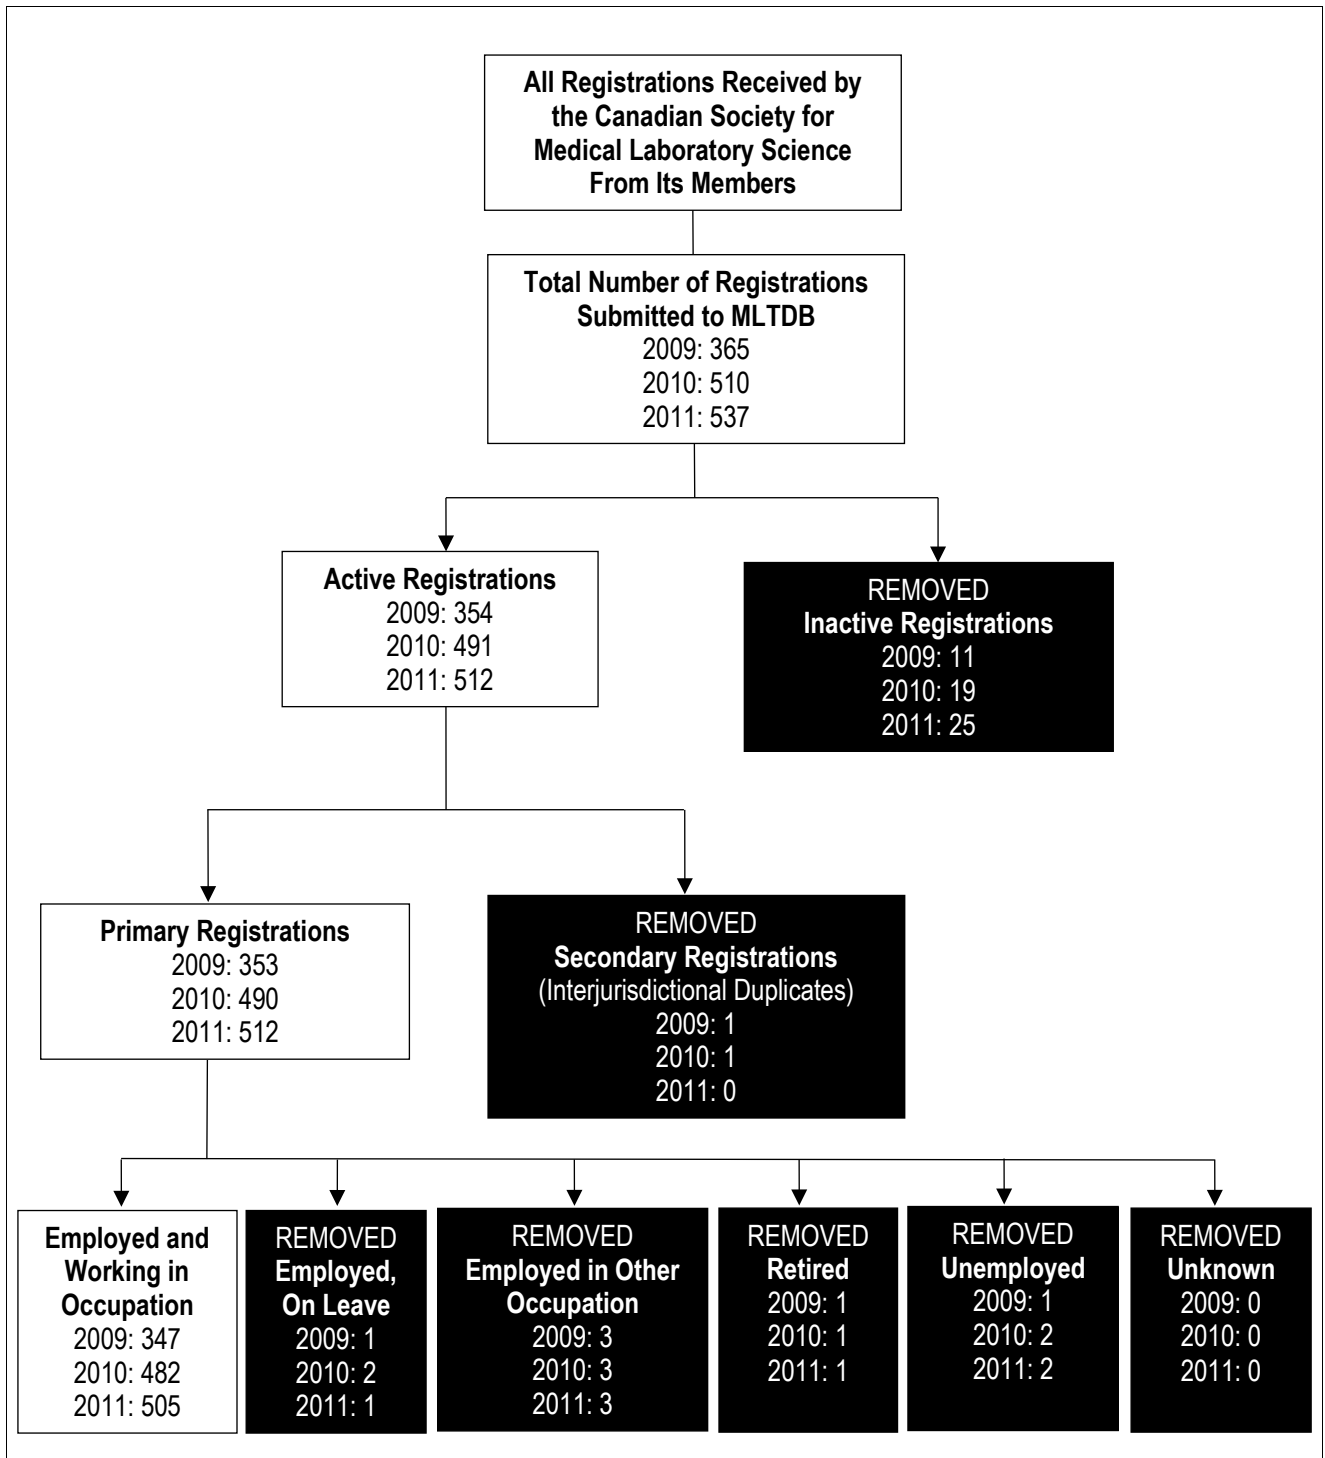 All Registrations Received by
the Canadian Society for
Medical Laboratory Science
From Its Members
Total Number of Registrations
Submitted to MLTDB
2009: 365
2010: 510
2011: 537
Active Registrations
2009: 354
2010: 491
2011: 512
REMOVED
Inactive Registrations
2009: 11
2010: 19
2011: 25
Primary Registrations
2009: 353
2010: 490
2011: 512
REMOVED
Secondary Registrations
(Interjurisdictional Duplicates)
2009: 1
2010: 1
2011: 0
Employed and
Working in
Occupation
2009: 347
2010: 482
2011: 505
REMOVED
Employed,
On Leave
2009: 1
2010: 2
2011: 1
REMOVED
Employed in Other
Occupation
2009: 3
2010: 3
2011: 3
REMOVED
Retired
2009: 1
2010: 1
2011: 1
REMOVED
Unemployed
2009: 1
2010: 2
2011: 2
REMOVED
Unknown
2009: 0
2010: 0
2011: 0